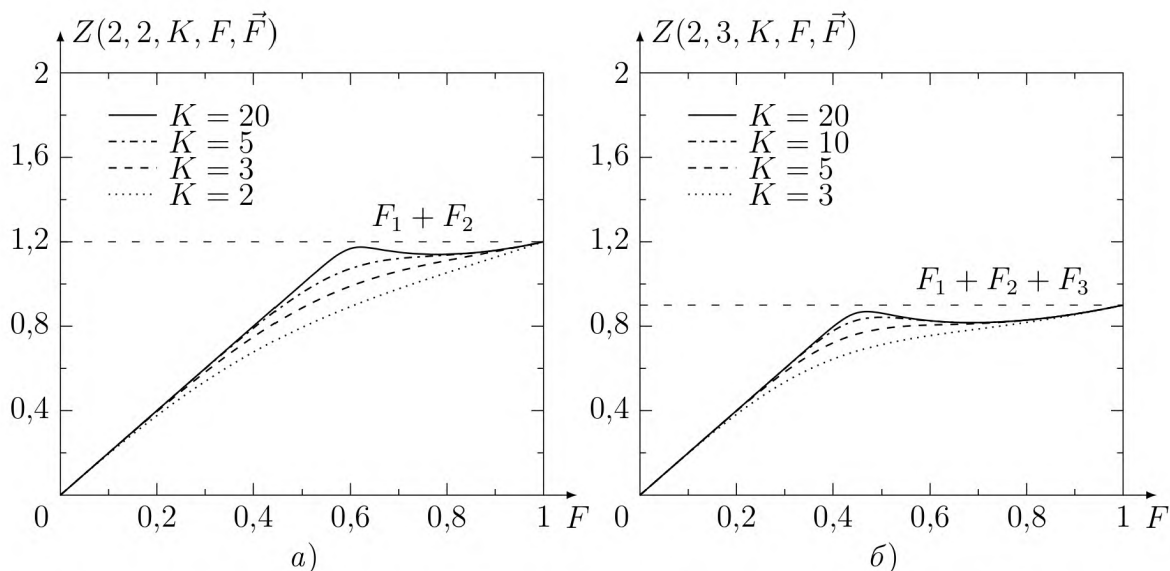 Z(2, 2, K, F, F⃗)
2
1,6
1,2
0,8
0,4
0
0,2
0,4
0,6
0,8
1
F
K = 20
K = 5
K = 3
K = 2
F₁ + F₂
а)
Z(2, 3, K, F, F⃗)
2
1,6
1,2
0,8
0,4
0
0,2
0,4
0,6
0,8
1
F
K = 20
K = 10
K = 5
K = 3
F₁ + F₂ + F₃
б)